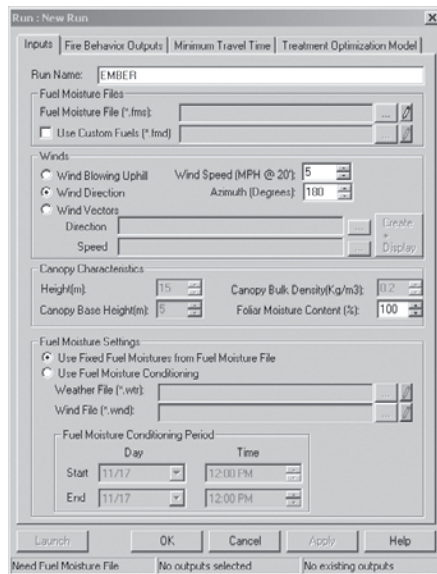 Run : New Run
Inputs | Fire Behavior Outputs | Minimum Travel Time | Treatment Optimization Model
Run Name: EMBER
Fuel Moisture Files
Fuel Moisture File (*.fms): ...
Use Custom Fuels (*.fmd) ...
Winds
Wind Blowing Uphill Wind Speed (MPH @ 20'): 5
Wind Direction Azimuth (Degrees): 180
Wind Vectors
Direction ... Create
+
Speed ... Display
Canopy Characteristics
Height(m): 15 Canopy Bulk Density(Kg/m3): 0.2
Canopy Base Height(m): 5 Foliar Moisture Content (%): 100
Fuel Moisture Settings
Use Fixed Fuel Moistures from Fuel Moisture File
Use Fuel Moisture Conditioning
Weather File (*.wtr): ...
Wind File (*.wnd): ...
Fuel Moisture Conditioning Period
Day Time
Start 11/17 12:00 PM
End 11/17 12:00 PM
Launch OK Cancel Apply Help
Need Fuel Moisture File No outputs selected No existing outputs